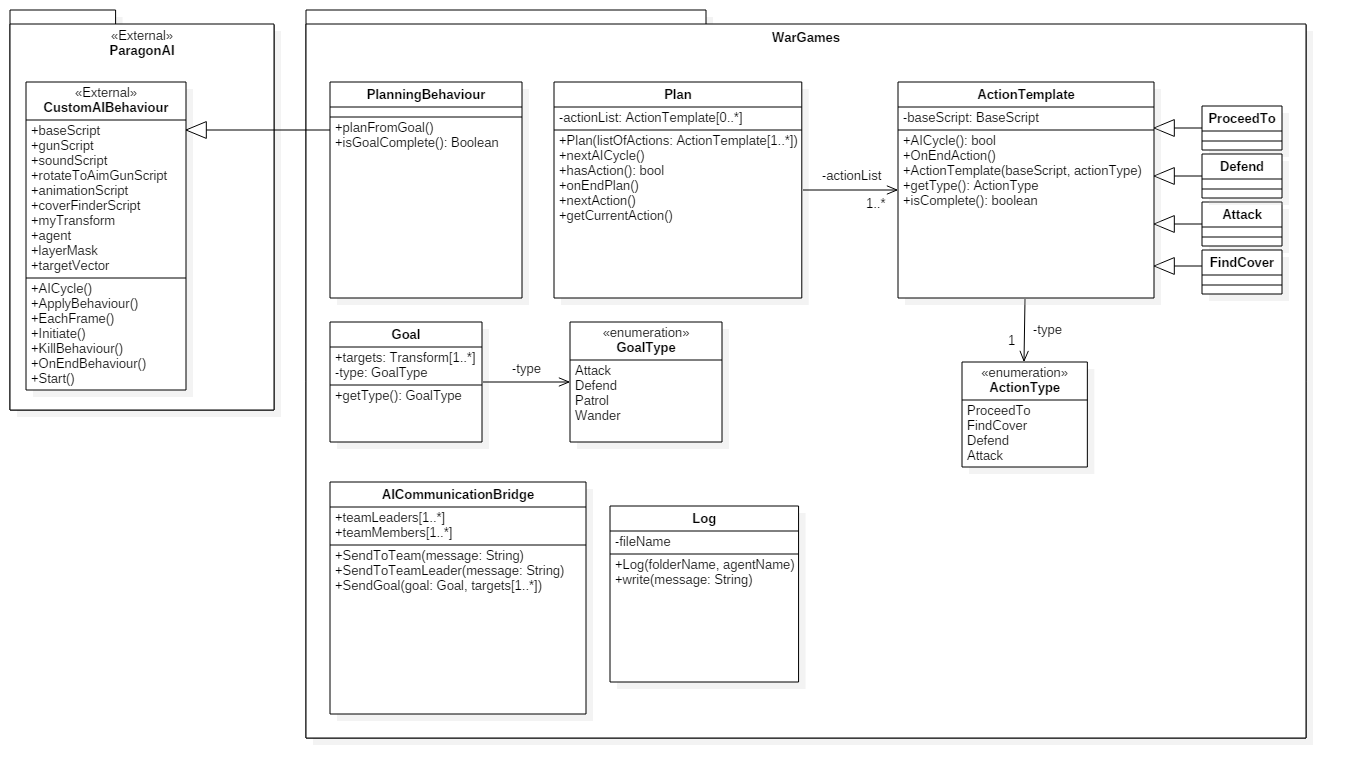 «External»
ParagonAI
«External»
CustomAIBehaviour
+baseScript
+gunScript
+soundScript
+rotateToAimGunScript
+animationScript
+coverFinderScript
+myTransform
+agent
+layerMask
+targetVector
+AICycle()
+ApplyBehaviour()
+EachFrame()
+Initiate()
+KillBehaviour()
+OnEndBehaviour()
+Start()
WarGames
PlanningBehaviour
+planFromGoal()
+isGoalComplete(): Boolean
Plan
-actionList: ActionTemplate[0..*]
+Plan(listOfActions: ActionTemplate[1..*])
+nextAICycle()
+hasAction(): bool
+onEndPlan()
+nextAction()
+getCurrentAction()
-actionList
1..*
ActionTemplate
-baseScript: BaseScript
+AICycle(): bool
+OnEndAction()
+ActionTemplate(baseScript, actionType)
+getType(): ActionType
+isComplete(): boolean
ProceedTo
Defend
Attack
FindCover
Goal
+targets: Transform[1..*]
-type: GoalType
+getType(): GoalType
-type
«enumeration»
GoalType
Attack
Defend
Patrol
Wander
-type
1
«enumeration»
ActionType
ProceedTo
FindCover
Defend
Attack
AICommunicationBridge
+teamLeaders[1..*]
+teamMembers[1..*]
+SendToTeam(message: String)
+SendToTeamLeader(message: String)
+SendGoal(goal: Goal, targets[1..*])
Log
-fileName
+Log(folderName, agentName)
+write(message: String)